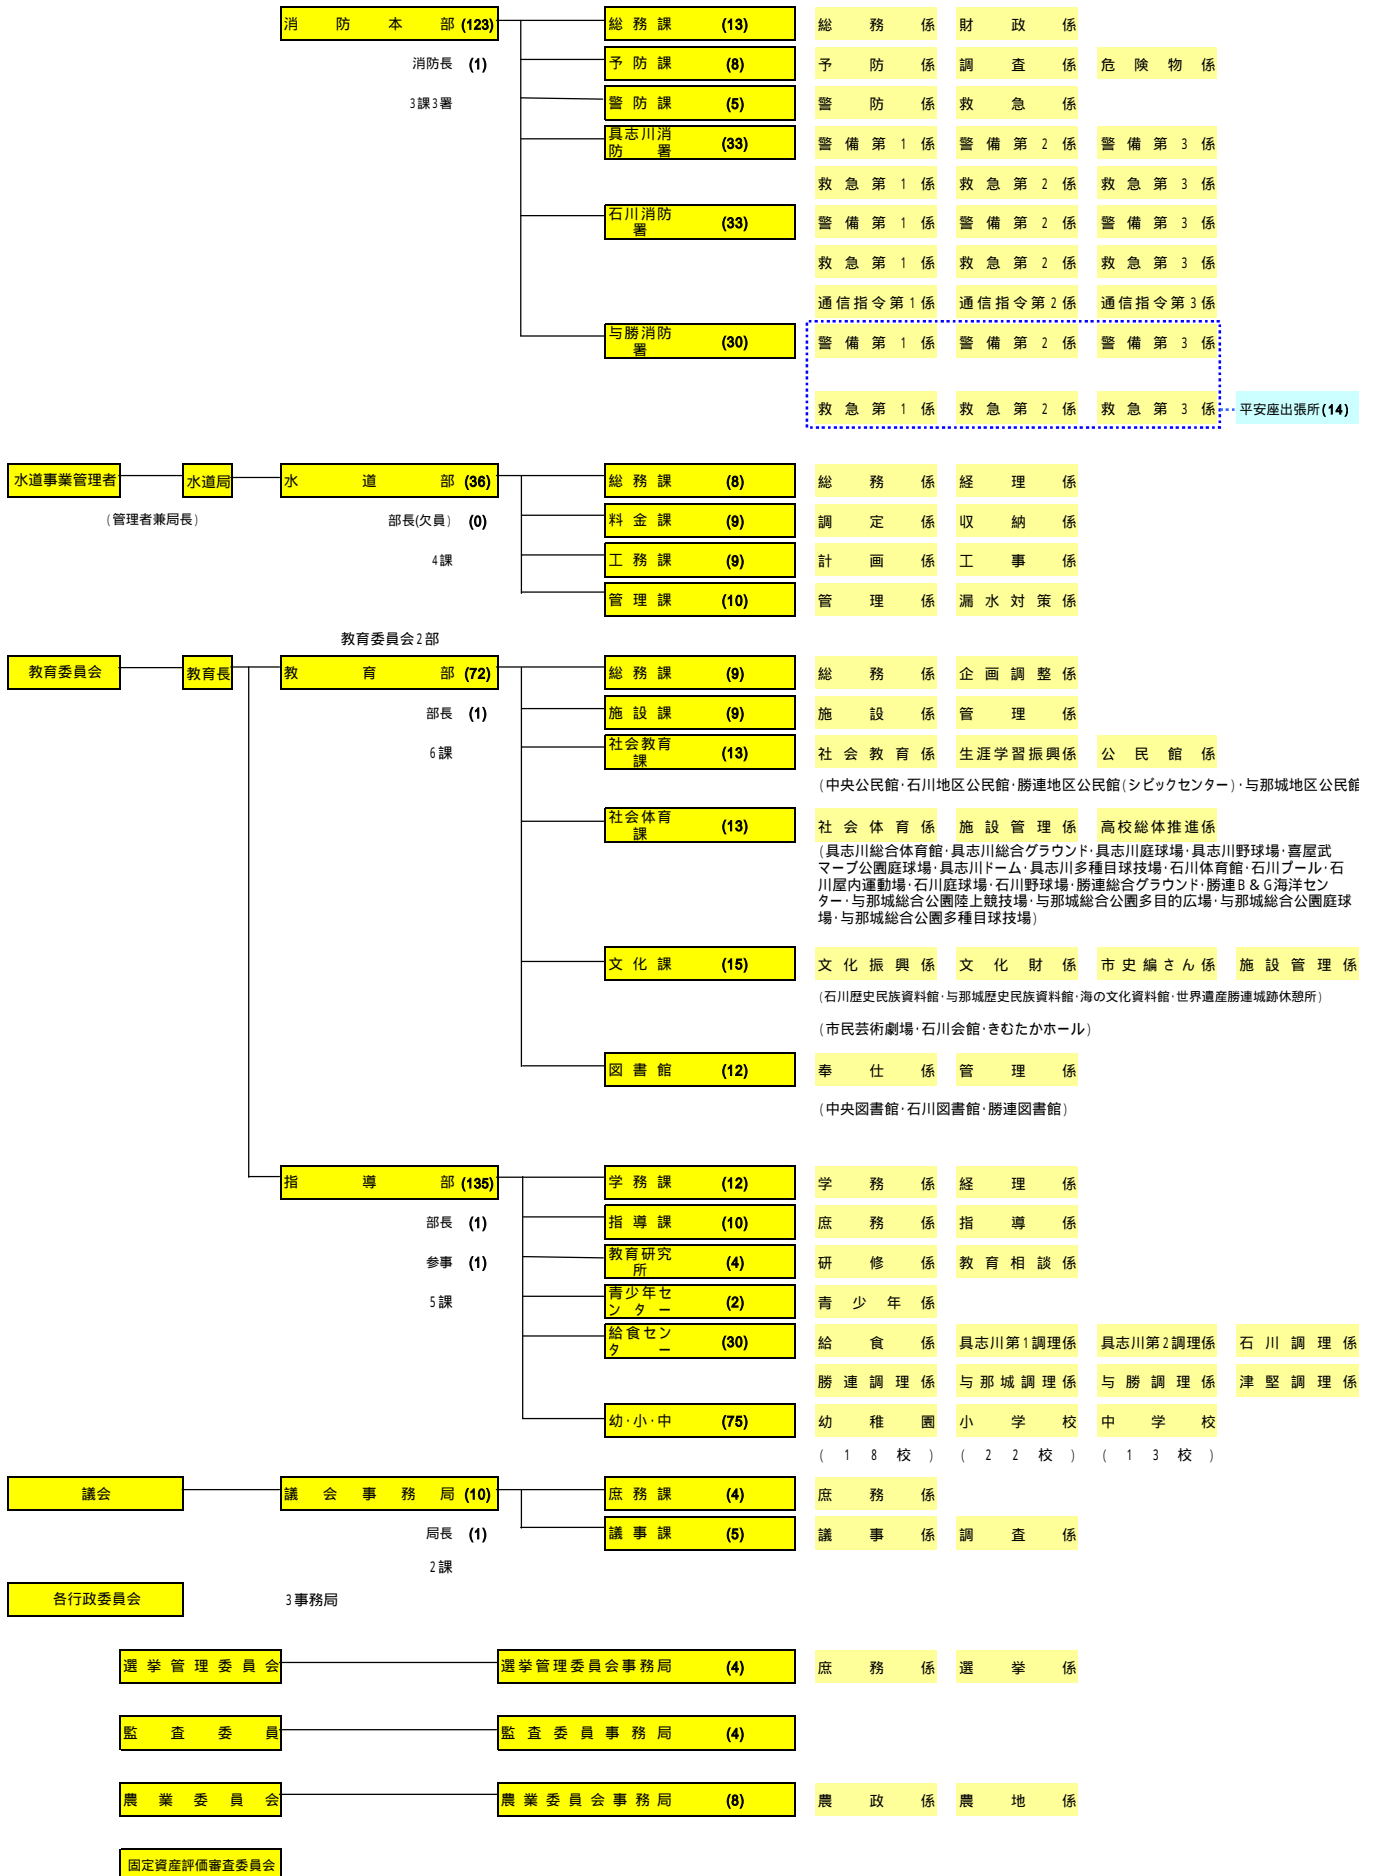 消防本部 (123) 総務課 (13) 総務係 財政係
消防長 (1) 予防課 (8) 予防係 調査係 危険物係
3課3署 警防課 (5) 警防係 救急係
具志川消防署 (33) 警備第1係 警備第2係 警備第3係
救急第1係 救急第2係 救急第3係
石川消防署 (33) 警備第1係 警備第2係 警備第3係
救急第1係 救急第2係 救急第3係
通信指令第1係 通信指令第2係 通信指令第3係
与勝消防署 (30) 警備第1係 警備第2係 警備第3係
救急第1係 救急第2係 救急第3係 平安座出張所(14)
水道事業管理者 水道局 水道部 (36) 総務課 (8) 総務係 経理係
(管理者兼局長) 部長(欠員) (0) 料金課 (9) 調定係 収納係
4課 工務課 (9) 計画係 工事係
管理課 (10) 管理係 漏水対策係
教育委員会2部
教育委員会 教育長 教育部 (72) 総務課 (9) 総務係 企画調整係
部長 (1) 施設課 (9) 施設係 管理係
6課 社会教育課 (13) 社会教育係 生涯学習振興係 公民館係
(中央公民館・石川地区公民館・勝連地区公民館(シビックセンター)・与那城地区公民館
社会体育課 (13) 社会体育係 施設管理係 高校総体推進係
(具志川総合体育館・具志川総合グラウンド・具志川庭球場・具志川野球場・喜屋武
マーブ公園庭球場・具志川ドーム・具志川多種目球技場・石川体育館・石川プール・石
川屋内運動場・石川庭球場・石川野球場・勝連総合グラウンド・勝連B&G海洋セン
ター・与那城総合公園陸上競技場・与那城総合公園多目的広場・与那城総合公園庭球
場・与那城総合公園多種目球技場)
文化課 (15) 文化振興係 文化財係 市史編さん係 施設管理係
(石川歴史民族資料館・与那城歴史民族資料館・海の文化資料館・世界遺産勝連城跡休憩所)
(市民芸術劇場・石川会館・きむたかホール)
図書館 (12) 奉仕係 管理係
(中央図書館・石川図書館・勝連図書館)
指導部 (135) 学務課 (12) 学務係 経理係
部長 (1) 指導課 (10) 庶務係 指導係
参事 (1) 教育研究所 (4) 研修係 教育相談係
5課 青少年センター (2) 青少年係
給食センター (30) 給食係 具志川第1調理係 具志川第2調理係 石川調理係
勝連調理係 与那城調理係 与勝調理係 津堅調理係
幼・小・中 (75) 幼稚園 小学校 中学校
(18校) (22校) (13校)
議会 議会事務局 (10) 庶務課 (4) 庶務係
局長 (1) 議事課 (5) 議事係 調査係
2課
各行政委員会 3事務局
選挙管理委員会 選挙管理委員会事務局 (4) 庶務係 選挙係
監査委員 監査委員事務局 (4)
農業委員会 農業委員会事務局 (8) 農政係 農地係
固定資産評価審査委員会